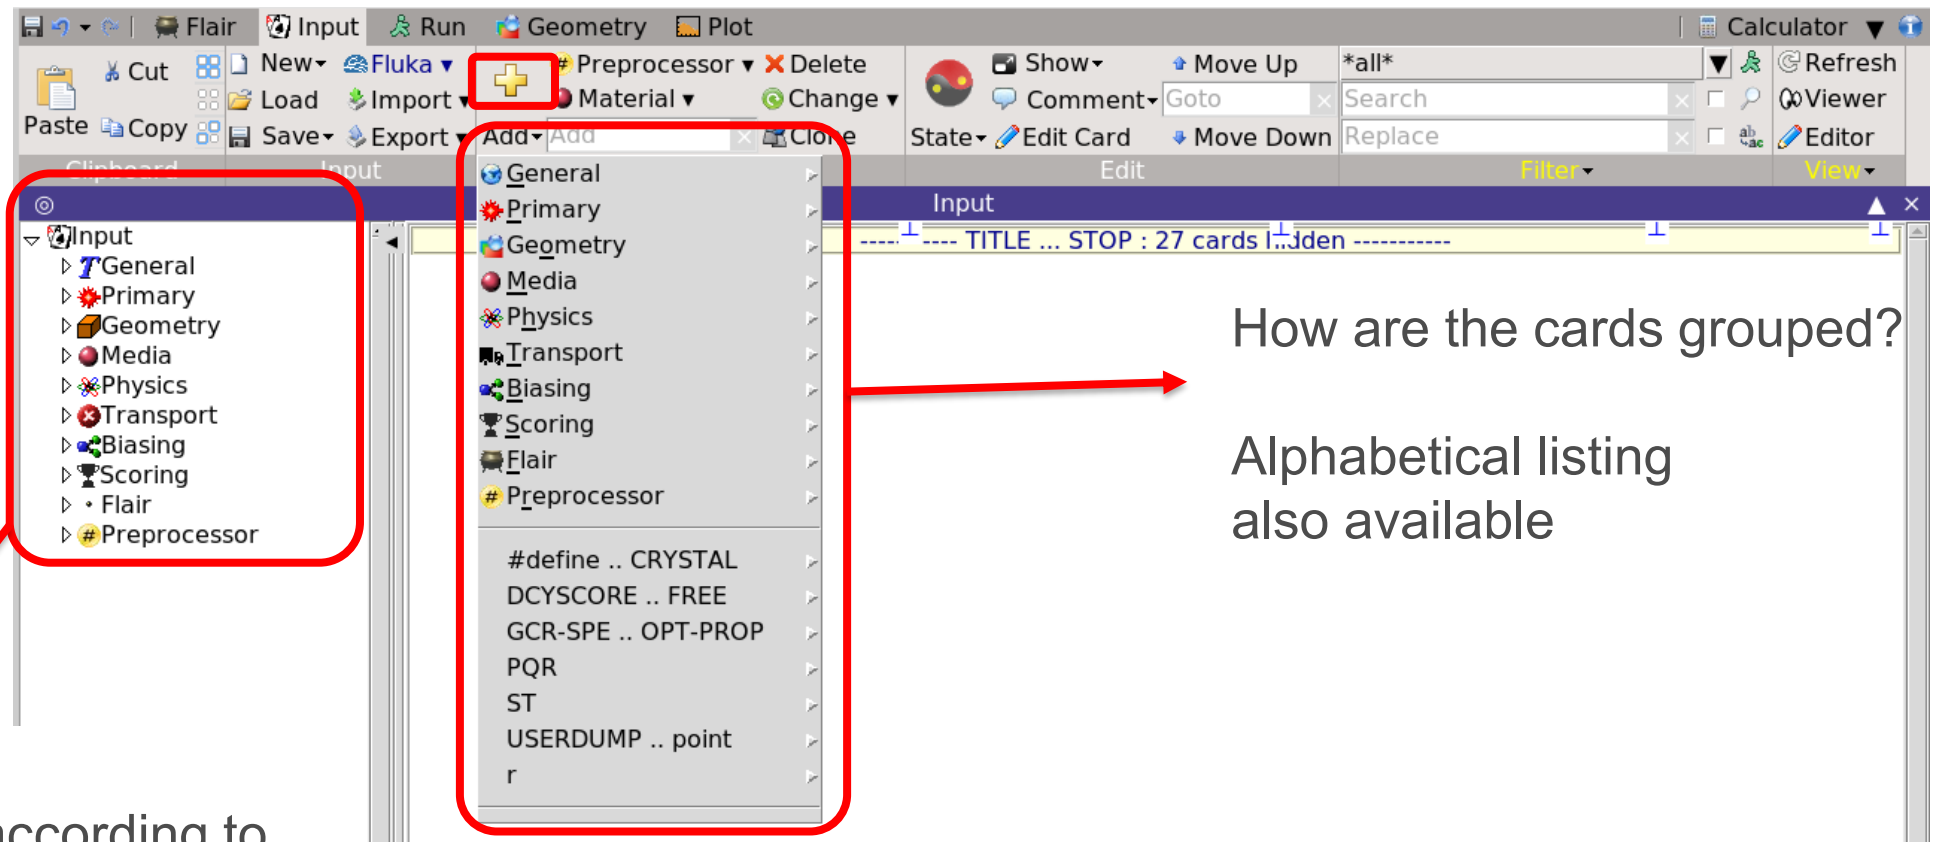 Flair Input Run Geometry Plot Calculator
Cut New Fluka Preprocessor Delete Show Move Up *all* Refresh
Load Import Material Change Comment Goto Search Viewer
Paste Copy Save Export Add Add Clone State Edit Card Move Down Replace Editor
Clipboard Input Edit Filter View
Input
Input
General
Primary
Geometry
Media
Physics
Transport
Biasing
Scoring
Flair
Preprocessor
General
Primary
Geometry
Media
Physics
Transport
Biasing
Scoring
Flair
Preprocessor
#define .. CRYSTAL
DCYSCORE .. FREE
GCR-SPE .. OPT-PROP
PQR
ST
USERDUMP .. point
r
---- TITLE ... STOP : 27 cards hidden -----------
How are the cards grouped?
Alphabetical listing
also available
according to